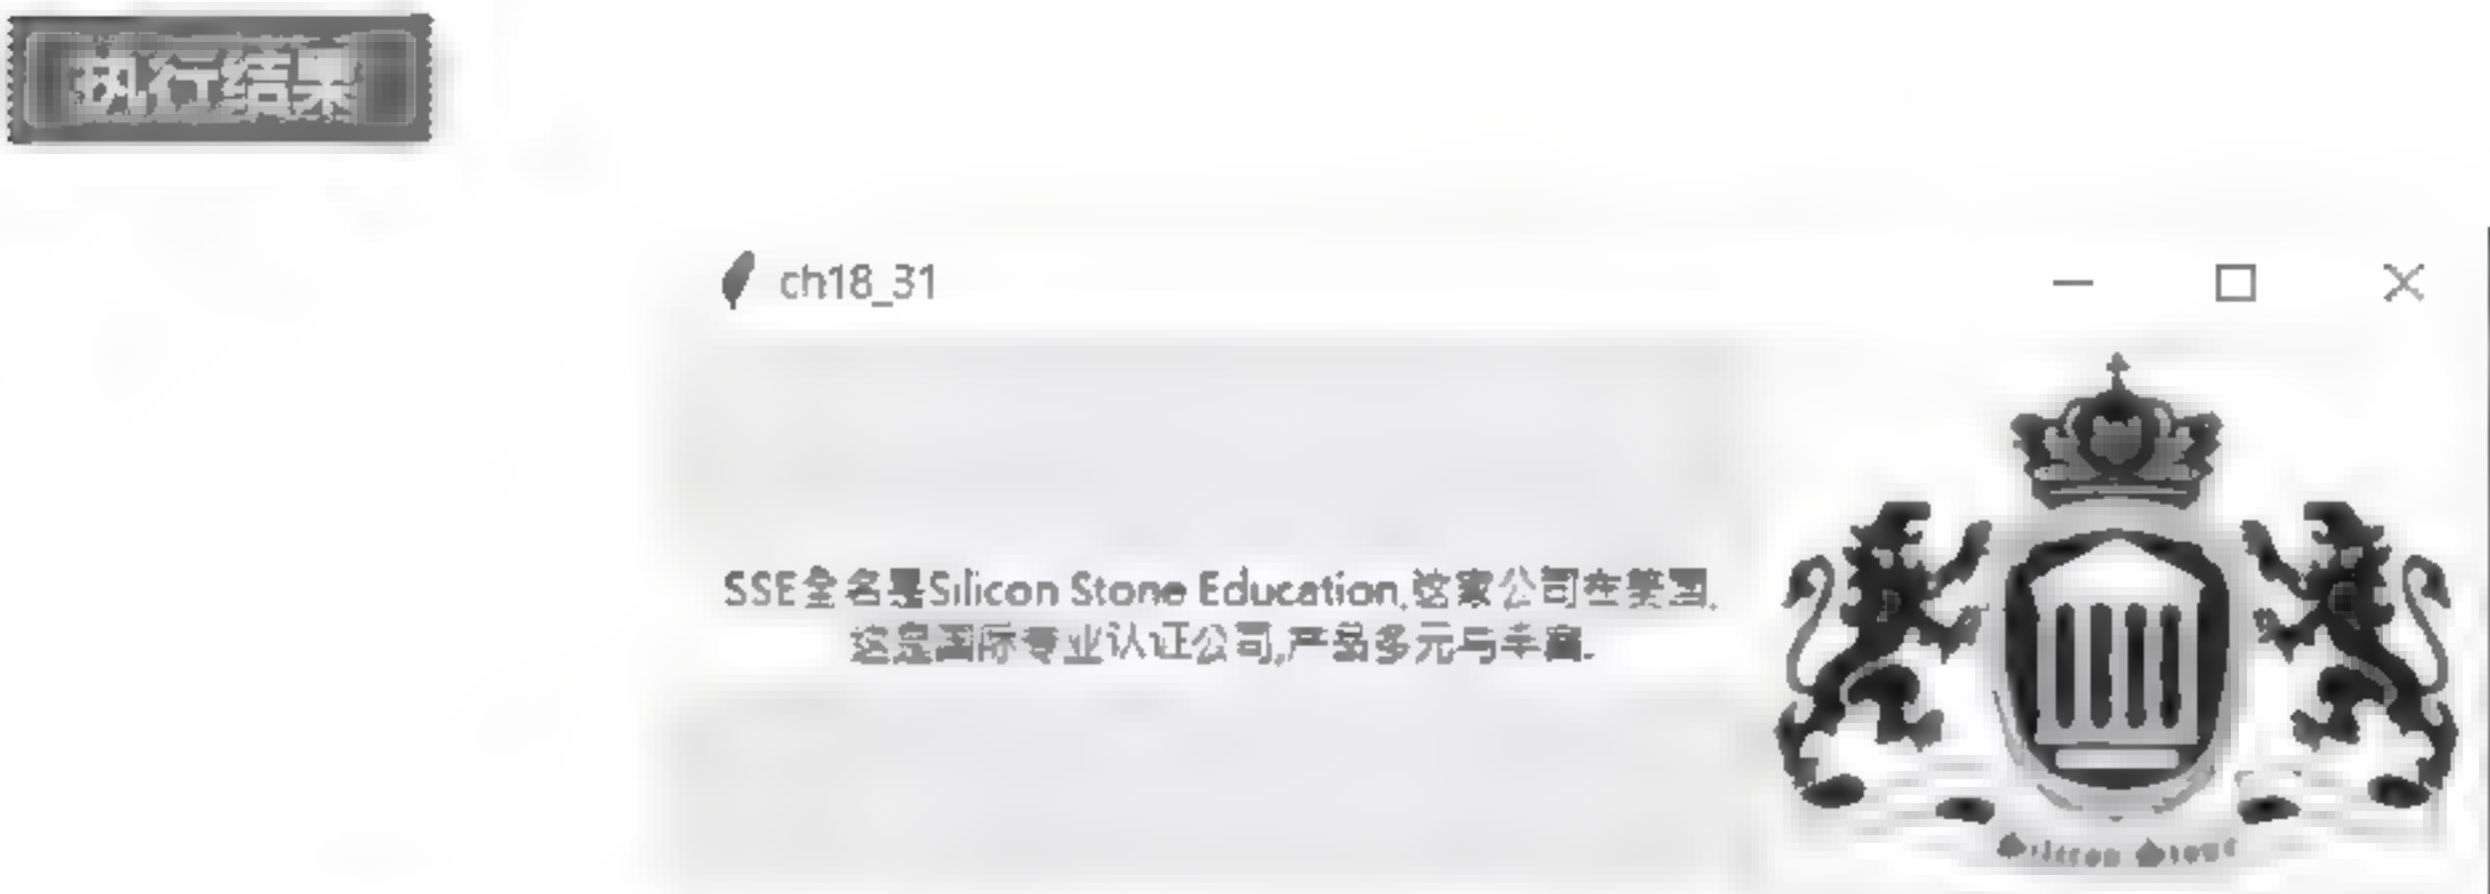 执行结果
ch18_31
SSE全名是Silicon Stone Education,这家公司在美国,
这是国际专业认证公司,产品多元与丰富.
Silicon Stone